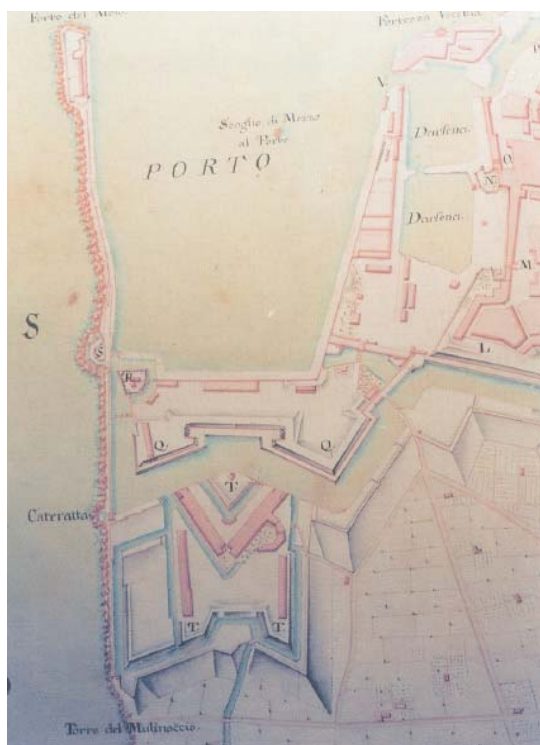 Forte del Molo
Fortezza Vecchia
V.
Scoglio di Mezzo
al Porto
PORTO
Darsena.
O.
N.
Darsena.
M.
S
S.
L.
R.
Q.
Q.
T.
Cateratta
T.
T.
Torre del Mulinaccio.